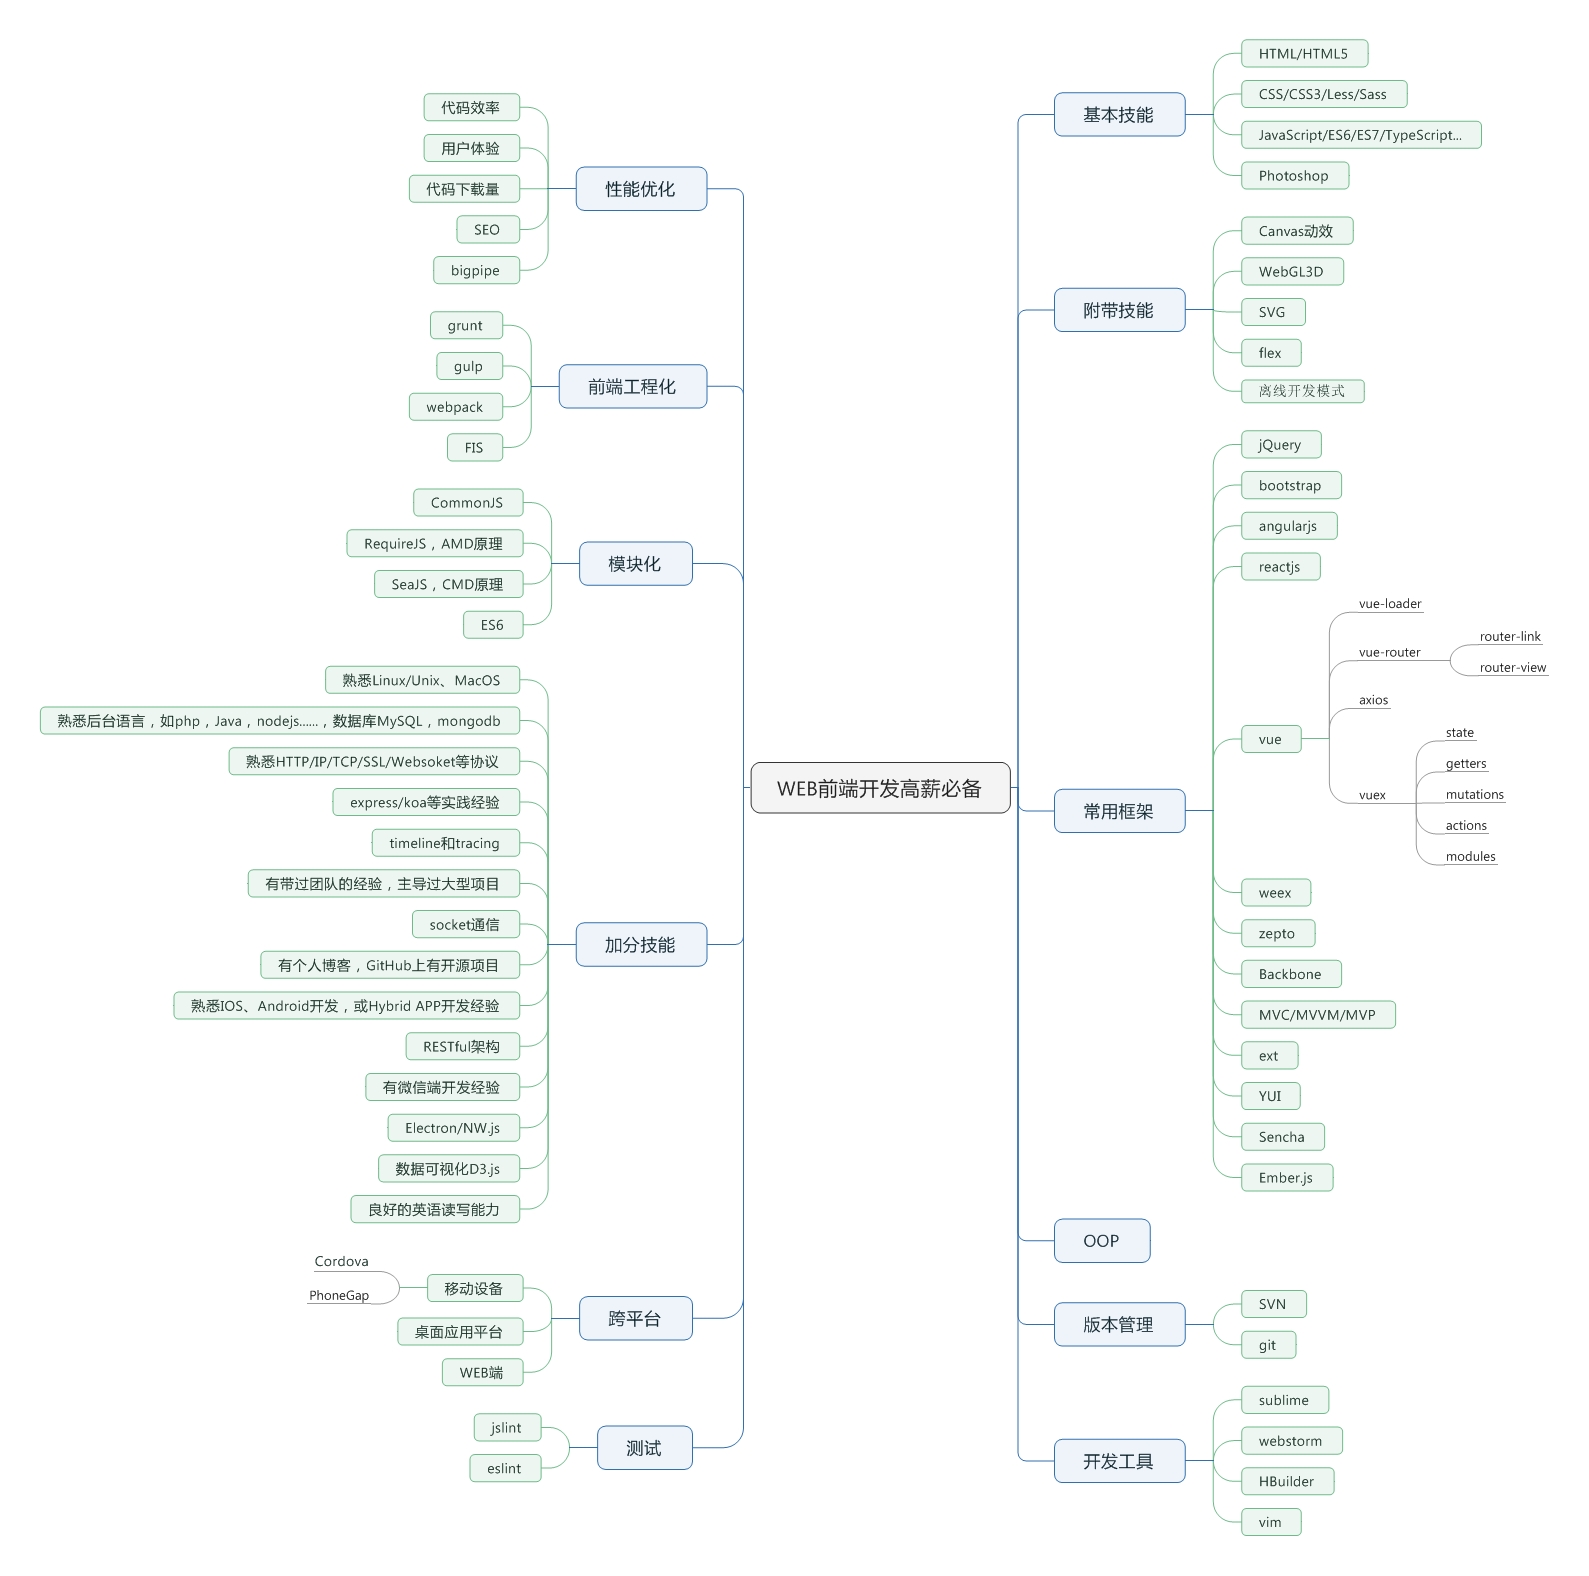 WEB前端开发高薪必备
基本技能
HTML/HTML5
CSS/CSS3/Less/Sass
JavaScript/ES6/ES7/TypeScript...
Photoshop
附带技能
Canvas动效
WebGL3D
SVG
flex
离线开发模式
常用框架
jQuery
bootstrap
angularjs
reactjs
vue
vue-loader
vue-router
router-link
router-view
axios
vuex
state
getters
mutations
actions
modules
weex
zepto
Backbone
MVC/MVVM/MVP
ext
YUI
Sencha
Ember.js
OOP
版本管理
SVN
git
开发工具
sublime
webstorm
HBuilder
vim
性能优化
代码效率
用户体验
代码下载量
SEO
bigpipe
前端工程化
grunt
gulp
webpack
FIS
模块化
CommonJS
RequireJS，AMD原理
SeaJS，CMD原理
ES6
加分技能
熟悉Linux/Unix、MacOS
熟悉后台语言，如php，Java，nodejs......，数据库MySQL，mongodb
熟悉HTTP/IP/TCP/SSL/Websoket等协议
express/koa等实践经验
timeline和tracing
有带过团队的经验，主导过大型项目
socket通信
有个人博客，GitHub上有开源项目
熟悉IOS、Android开发，或Hybrid APP开发经验
RESTful架构
有微信端开发经验
Electron/NW.js
数据可视化D3.js
良好的英语读写能力
跨平台
移动设备
Cordova
PhoneGap
桌面应用平台
WEB端
测试
jslint
eslint